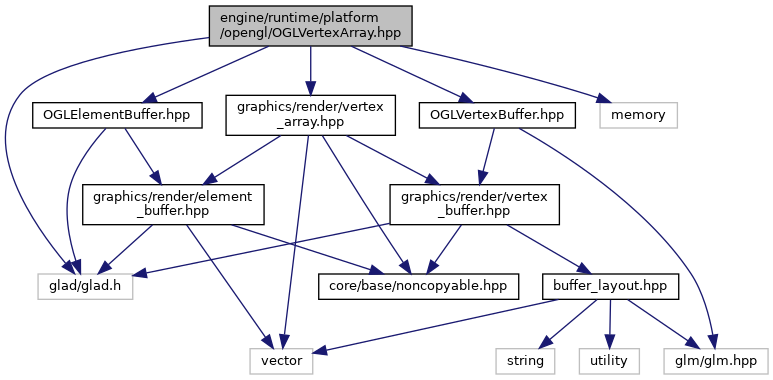 engine/runtime/platform
/opengl/OGLVertexArray.hpp
OGLElementBuffer.hpp
graphics/render/vertex
_array.hpp
OGLVertexBuffer.hpp
memory
graphics/render/element
_buffer.hpp
graphics/render/vertex
_buffer.hpp
glad/glad.h
core/base/noncopyable.hpp
buffer_layout.hpp
vector
string
utility
glm/glm.hpp